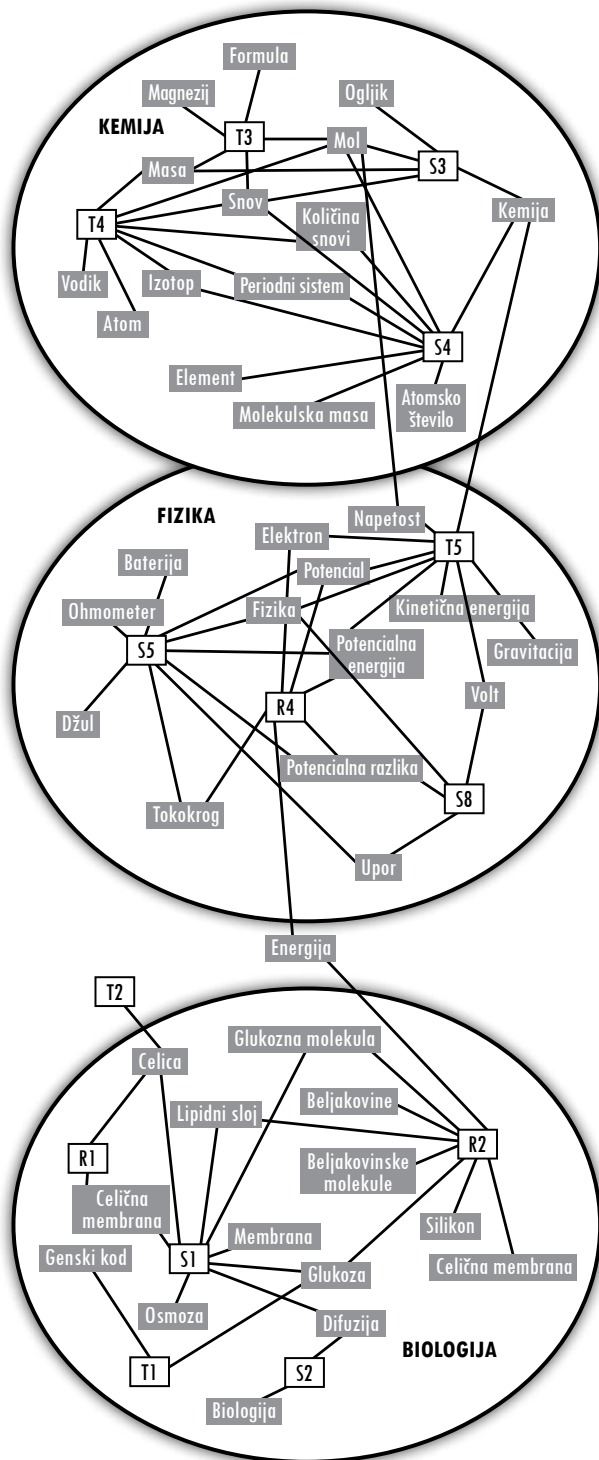 Formula
Magnezij
Ogljik
KEMIJA
T3
Mol
S3
Masa
Snov
Količina
snovi
Kemija
T4
Vodik
Izotop
Periodni sistem
Atom
S4
Element
Molekulska masa
Atomsko
število
FIZIKA
Napetost
Elektron
T5
Baterija
Potencial
Ohmometer
Fizika
Kinetična energija
S5
Potencialna
energija
Gravitacija
R4
Volt
Džul
Potencialna razlika
S8
Tokokrog
Upor
Energija
T2
Glukozna molekula
Celica
Beljakovine
Lipidni sloj
R2
R1
Beljakovinske
molekule
Celična
membrana
Silikon
Membrana
Genski kod
S1
Celična membrana
Glukoza
Osmoza
Difuzija
BIOLOGIJA
T1
S2
Biologija